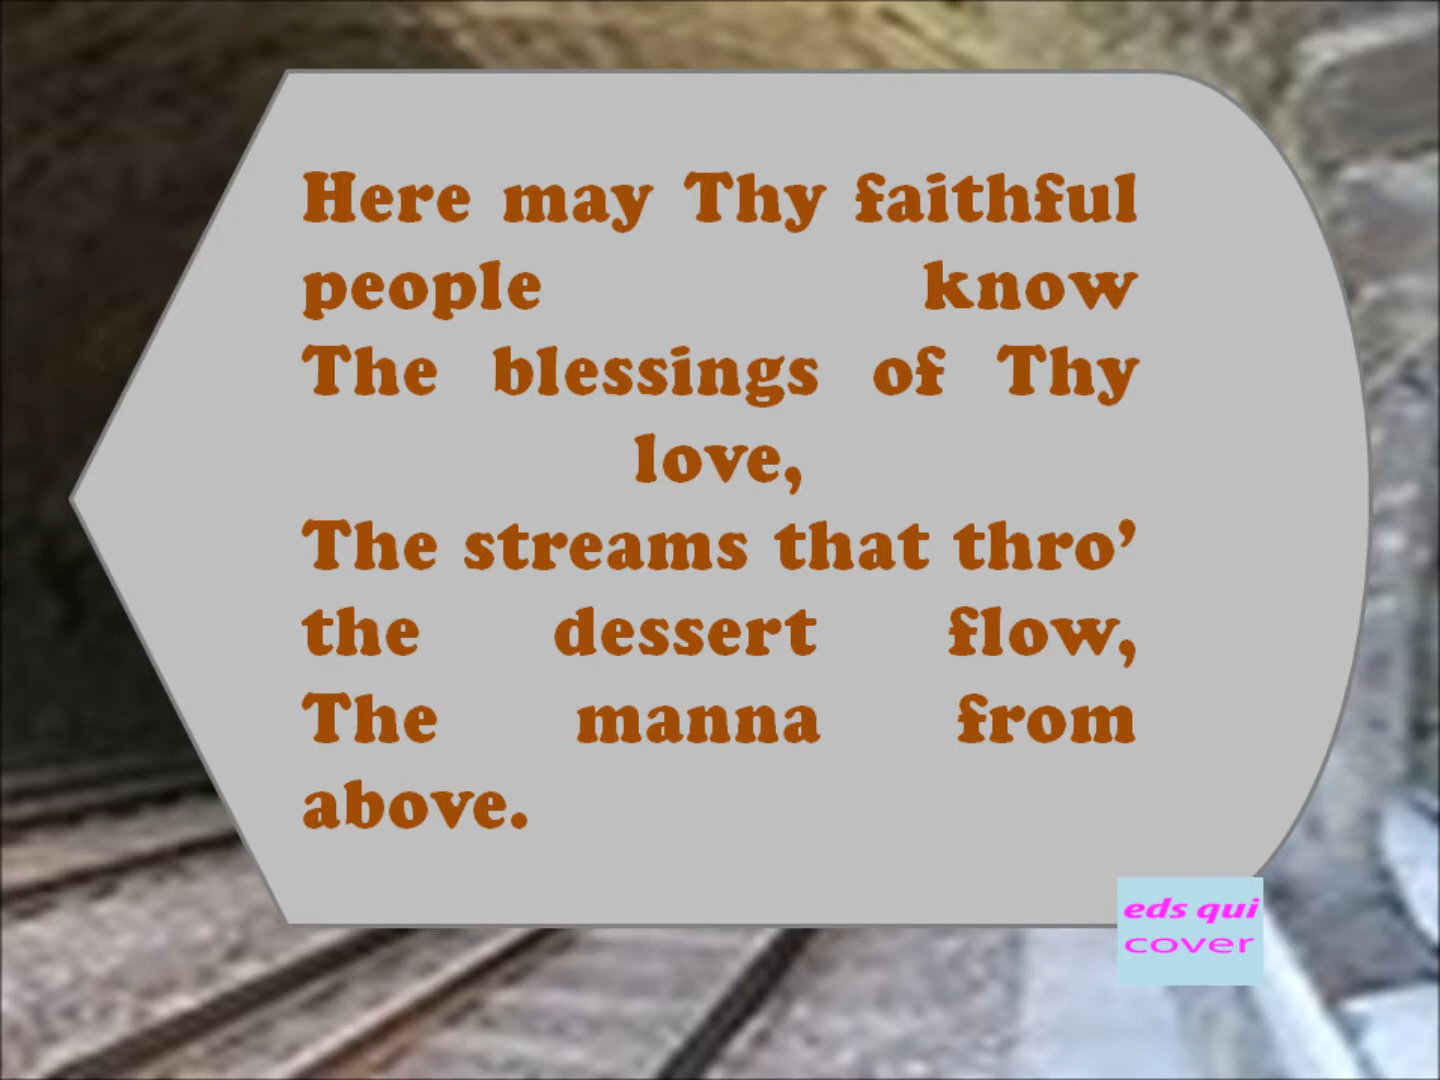 Here may Thy faithful
people know
The blessings of Thy
love,
The streams that thro’
the dessert flow,
The manna from
above.
eds qui
cover